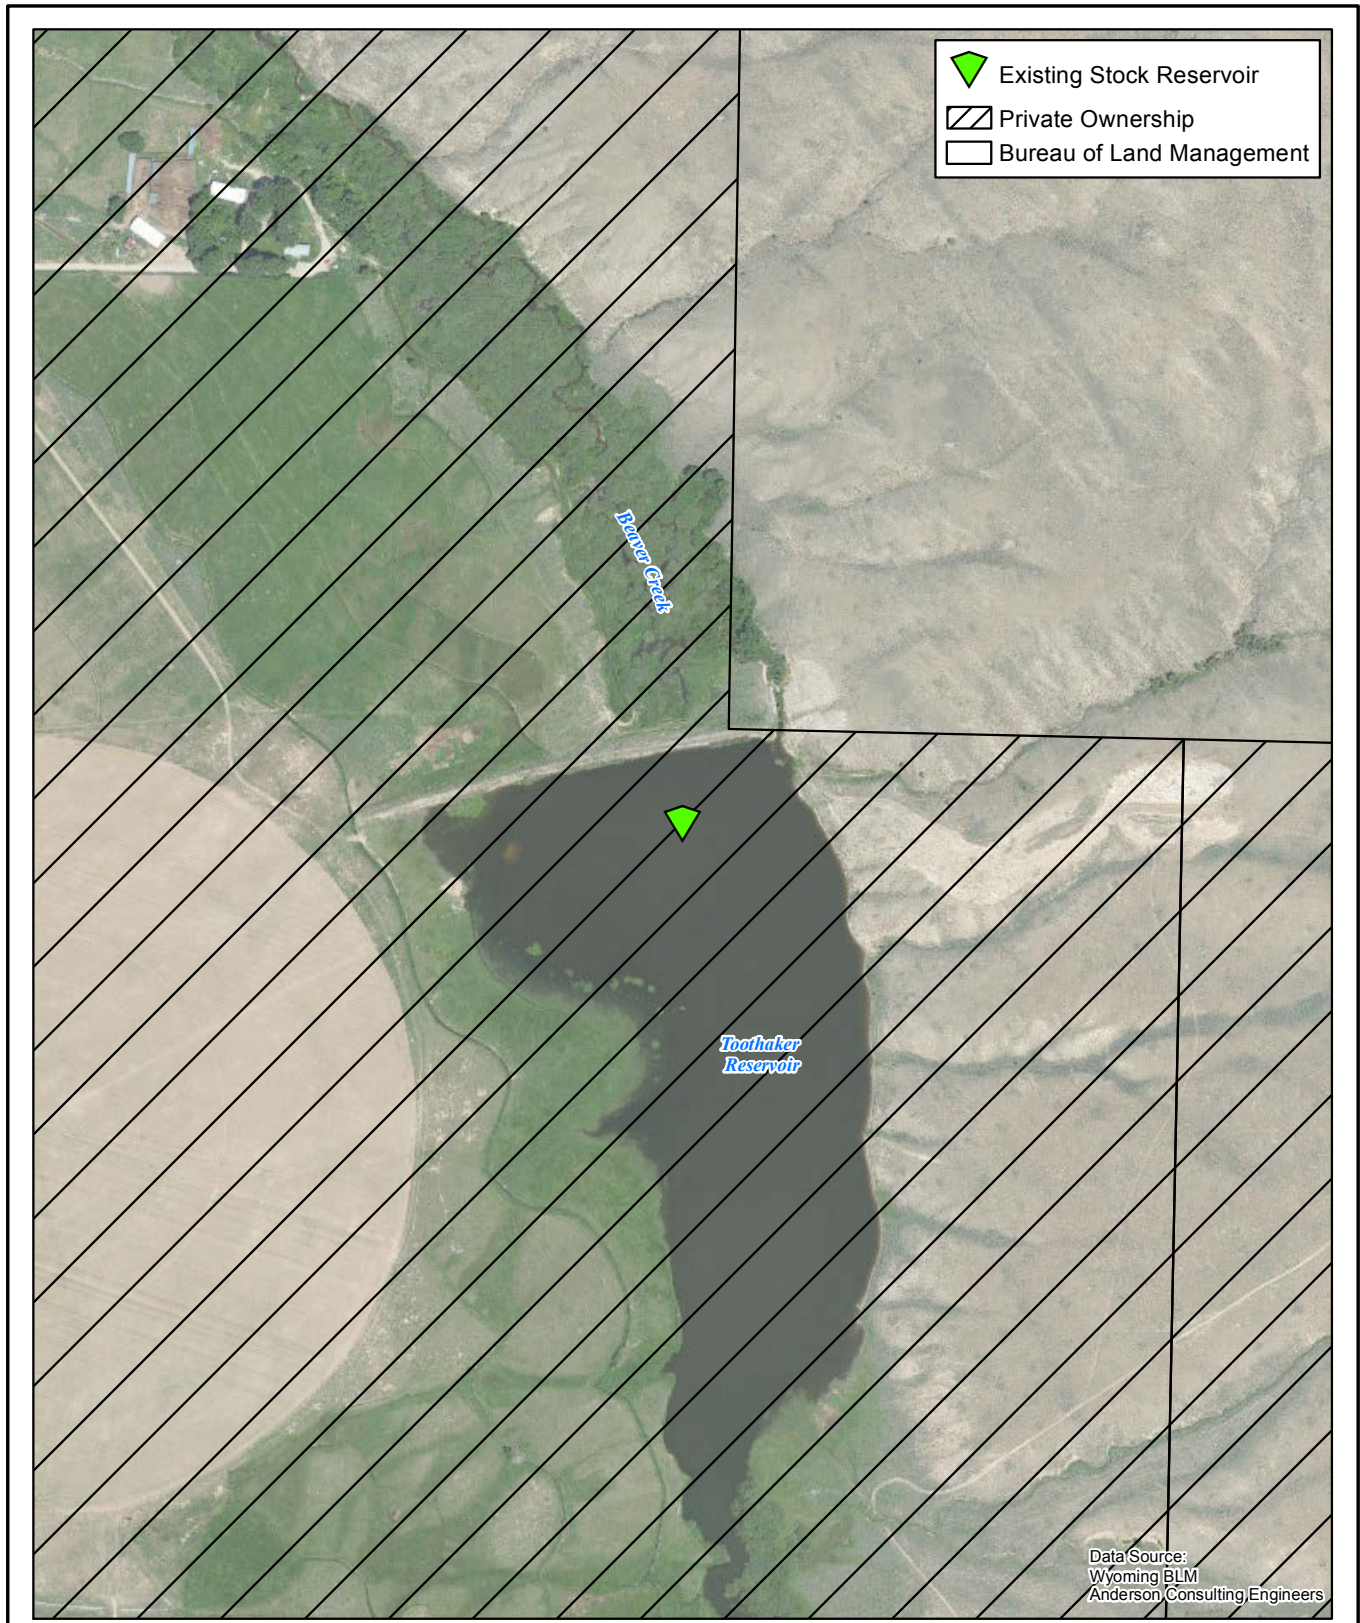 Existing Stock Reservoir
Private Ownership
Bureau of Land Management
Beaver Creek
Toothaker
Reservoir
Data Source:
Wyoming BLM
Anderson Consulting Engineers